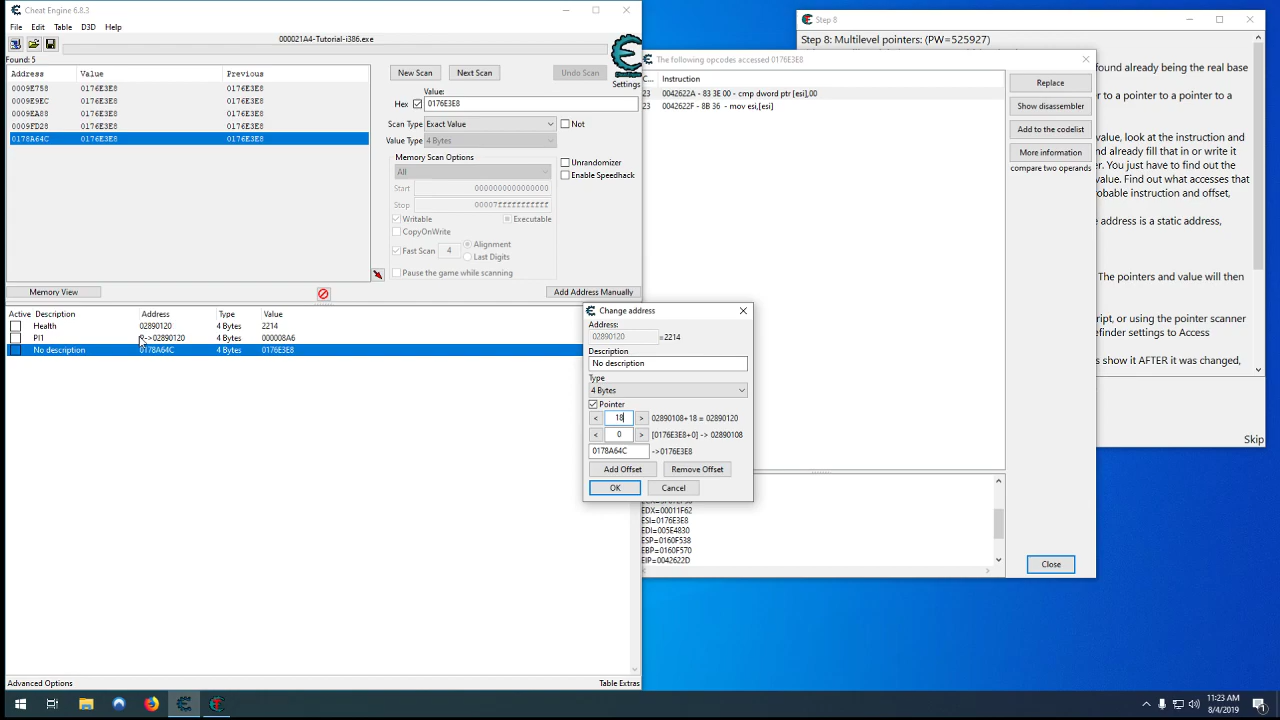 Cheat Engine 6.8.3
File Edit Table D3D Help
000021A4-Tutorial-i386.exe
Found: 5
Address Value Previous
0009E758 0176E3E8 0176E3E8
0009E9EC 0176E3E8 0176E3E8
0009EA88 0176E3E8 0176E3E8
0009FD28 0176E3E8 0176E3E8
0178A64C 0176E3E8 0176E3E8
New Scan Next Scan Undo Scan
Settings
Value:
Hex 0176E3E8
Scan Type Exact Value Not
Value Type 4 Bytes
Memory Scan Options
All
Unrandomizer
Enable Speedhack
Start 0000000000000000
Stop 00007fffffffffff
Writable Executable
CopyOnWrite
Fast Scan 4 Alignment
Last Digits
Pause the game while scanning
Memory View Add Address Manually
Active Description Address Type Value
Health 02890120 4 Bytes 2214
->02890120 4 Bytes 000008A6
No description 0178A64C 4 Bytes 0176E3E8
Advanced Options Table Extras
Change address
Address:
02890120 =2214
Description
No description
Type
4 Bytes
Pointer
< 18 > 02890108+18 = 02890120
< 0 > [0176E3E8+0] -> 02890108
0178A64C ->0176E3E8
Add Offset Remove Offset
OK Cancel
The following opcodes accessed 0176E3E8
C... Instruction
23 0042622A - 83 3E 00 - cmp dword ptr [esi],00
23 0042622F - 8B 36 - mov esi,[esi]
Replace
Show disassembler
Add to the codelist
More information
compare two operands
EDX=00011F62
ESI=0176E3E8
EDI=005E4830
ESP=0160F538
EBP=0160F570
EIP=0042622D
Close
Step 8
Step 8: Multilevel pointers: (PW=525927)
found already being the real base
r to a pointer to a pointer to a
value, look at the instruction and
and already fill that in or write it
r. You just have to find out the
value. Find out what accesses that
obable instruction and offset,
e address is a static address,
The pointers and value will then
cript, or using the pointer scanner
finder settings to Access
show it AFTER it was changed,
Skip
11:23 AM
8/4/2019
1